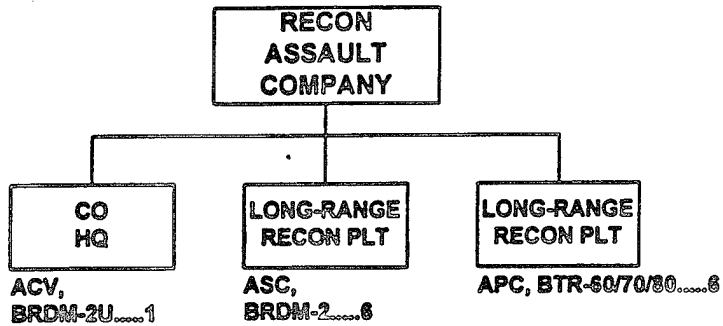 RECON
ASSAULT
COMPANY
CO
HQ
LONG-RANGE
RECON PLT
LONG-RANGE
RECON PLT
ACV,
BRDM-2U.....1
ASC,
BRDM-2.....6
APC, BTR-60/70/80.....6